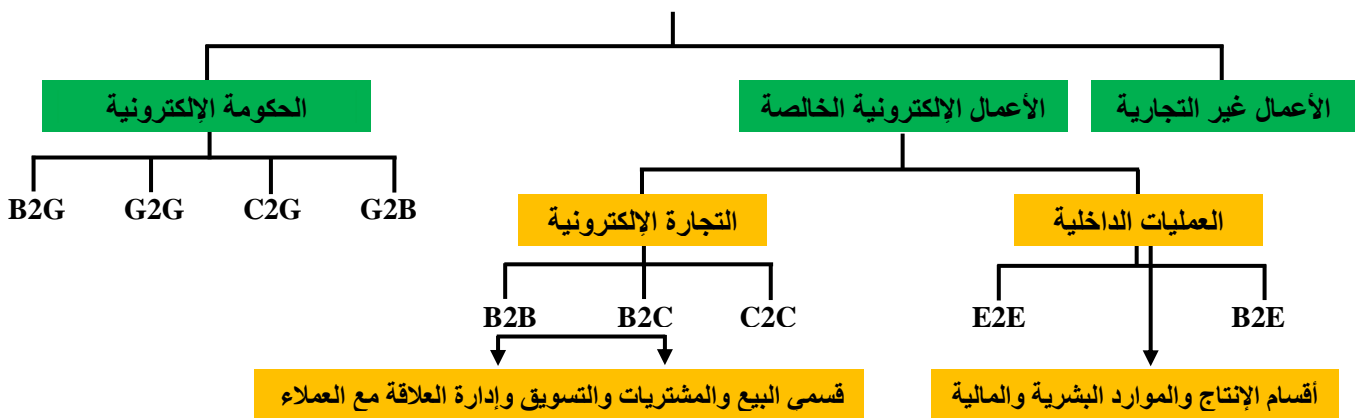 الأعمال غير التجارية
الأعمال الإلكترونية الخالصة
الحكومة الإلكترونية
B2G
G2G
C2G
G2B
العمليات الداخلية
التجارة الإلكترونية
B2B
B2C
C2C
E2E
B2E
أقسام الإنتاج والموارد البشرية والمالية
قسمي البيع والمشتريات والتسويق وإدارة العلاقة مع العملاء